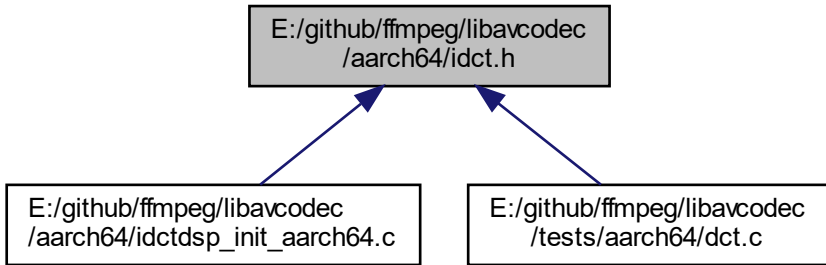 E:/github/ffmpeg/libavcodec
/aarch64/idct.h
E:/github/ffmpeg/libavcodec
/aarch64/idctdsp_init_aarch64.c
E:/github/ffmpeg/libavcodec
/tests/aarch64/dct.c